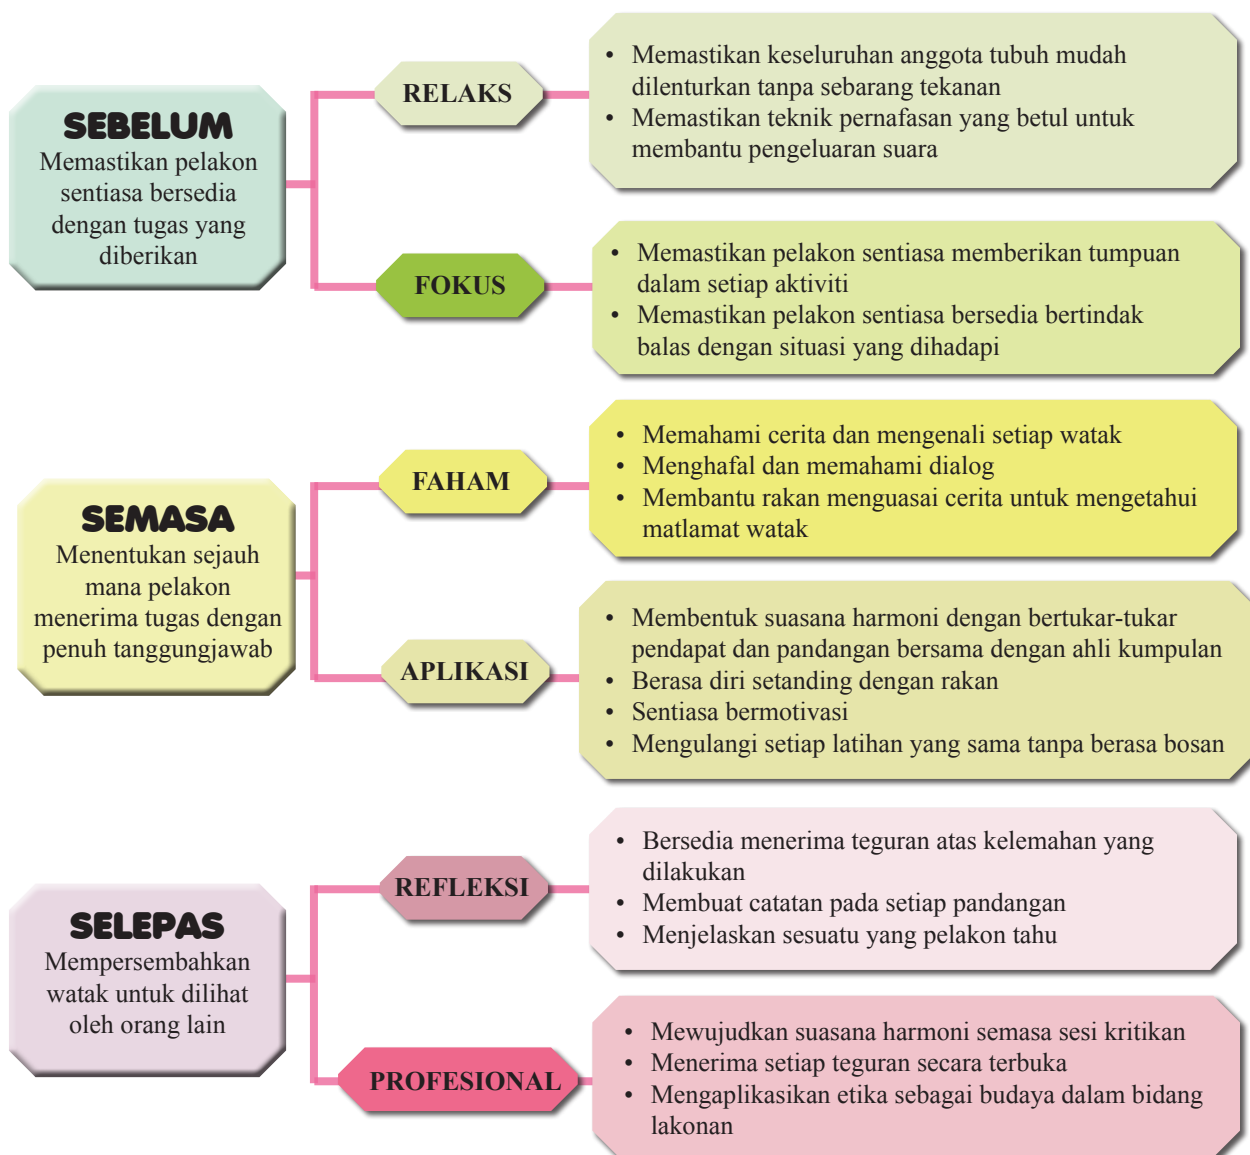 SEBELUM
Memastikan pelakon
sentiasa bersedia
dengan tugas yang
diberikan
RELAKS
• Memastikan keseluruhan anggota tubuh mudah
dilenturkan tanpa sebarang tekanan
• Memastikan teknik pernafasan yang betul untuk
membantu pengeluaran suara
FOKUS
• Memastikan pelakon sentiasa memberikan tumpuan
dalam setiap aktiviti
• Memastikan pelakon sentiasa bersedia bertindak
balas dengan situasi yang dihadapi
SEMASA
Menentukan sejauh
mana pelakon
menerima tugas dengan
penuh tanggungjawab
FAHAM
• Memahami cerita dan mengenali setiap watak
• Menghafal dan memahami dialog
• Membantu rakan menguasai cerita untuk mengetahui
matlamat watak
APLIKASI
• Membentuk suasana harmoni dengan bertukar-tukar
pendapat dan pandangan bersama dengan ahli kumpulan
• Berasa diri setanding dengan rakan
• Sentiasa bermotivasi
• Mengulangi setiap latihan yang sama tanpa berasa bosan
SELEPAS
Mempersembahkan
watak untuk dilihat
oleh orang lain
REFLEKSI
• Bersedia menerima teguran atas kelemahan yang
dilakukan
• Membuat catatan pada setiap pandangan
• Menjelaskan sesuatu yang pelakon tahu
PROFESIONAL
• Mewujudkan suasana harmoni semasa sesi kritikan
• Menerima setiap teguran secara terbuka
• Mengaplikasikan etika sebagai budaya dalam bidang
lakonan